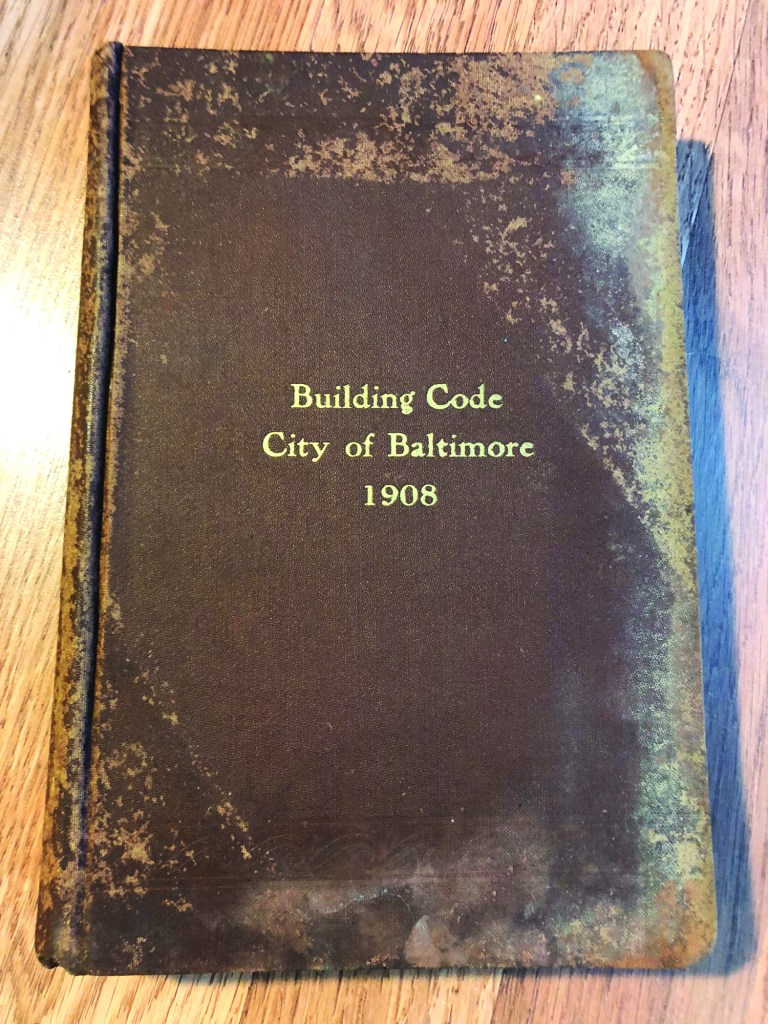 Building Code
City of Baltimore
1908